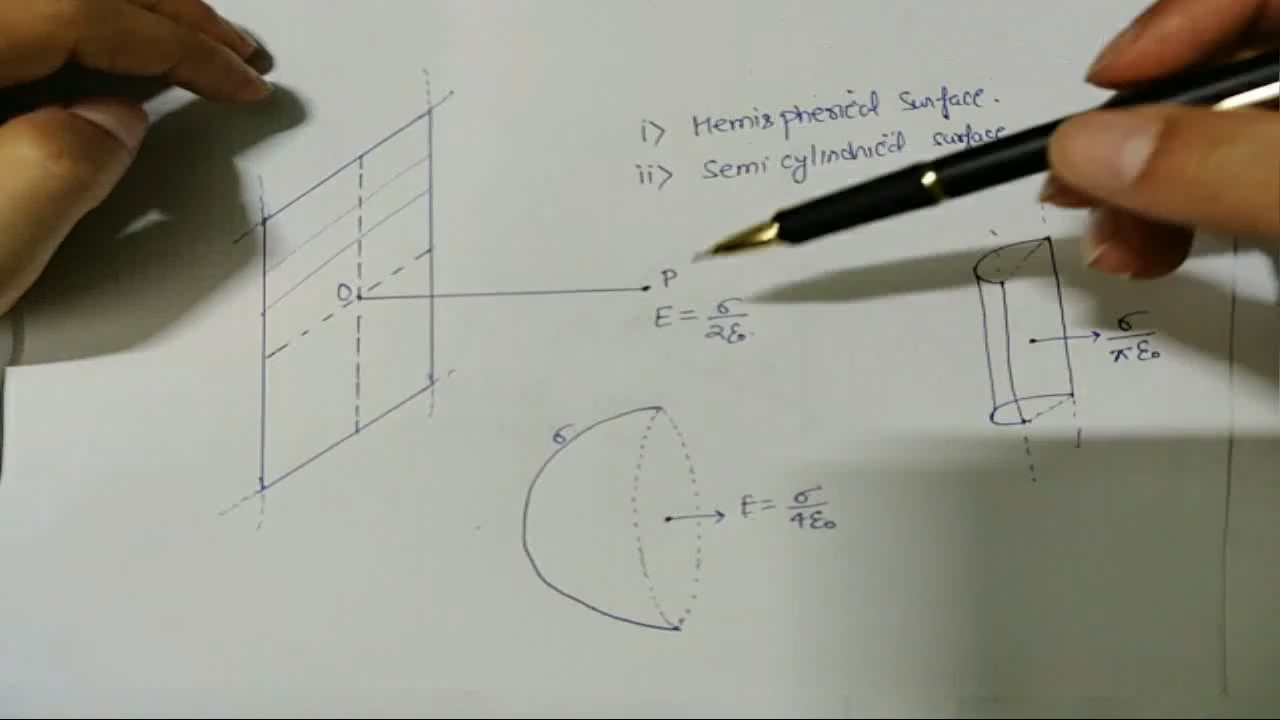 i> Hemispherical surface.
ii> Semi cylindrical surface
O
P
E = σ/2ε₀
σ/πε₀
σ
E = σ/4ε₀